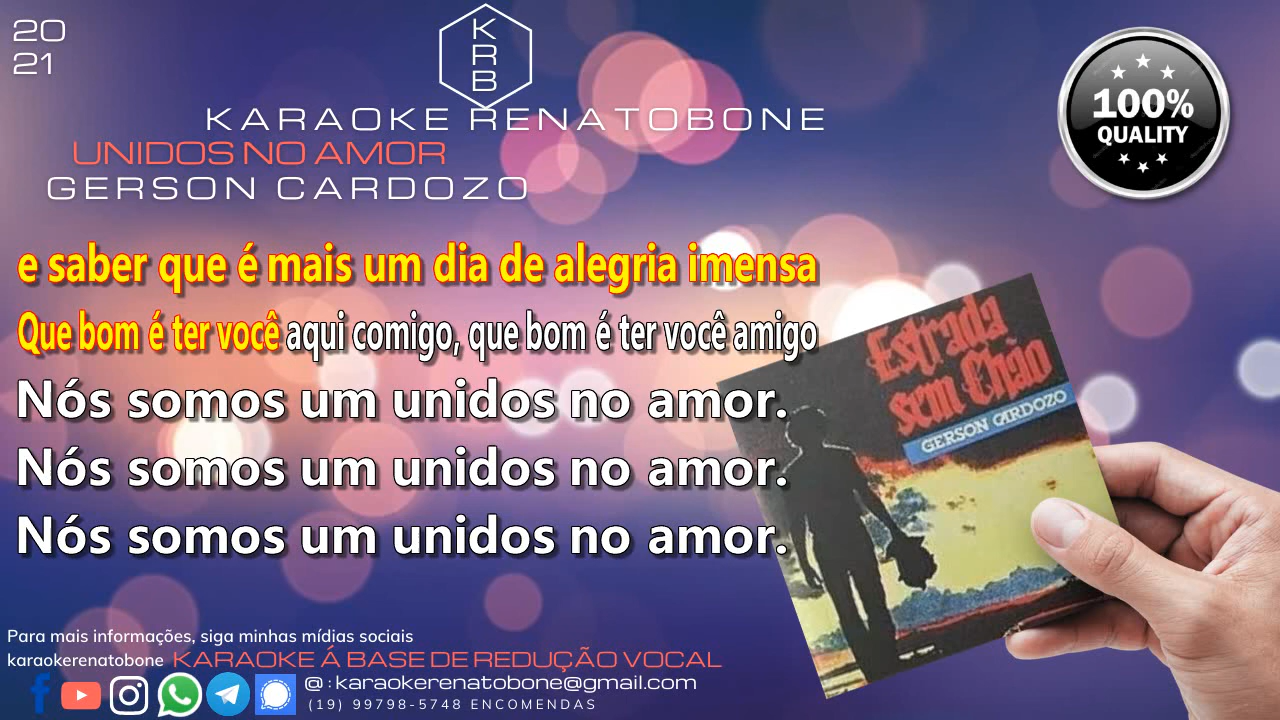 20
21
K
R
B
KARAOKE RENATOBONE
UNIDOS NO AMOR
GERSON CARDOZO
100%
QUALITY
e saber que é mais um dia de alegria imensa
Que bom é ter você aqui comigo, que bom é ter você amigo
Nós somos um unidos no amor.
Nós somos um unidos no amor.
Nós somos um unidos no amor.
Estrada
sem Chão
GERSON CARDOZO
Para mais informações, siga minhas mídias sociais
karaokerenatobone KARAOKE Á BASE DE REDUÇÃO VOCAL
@:karaokerenatobone@gmail.com
(19) 99798-5748 ENCOMENDAS